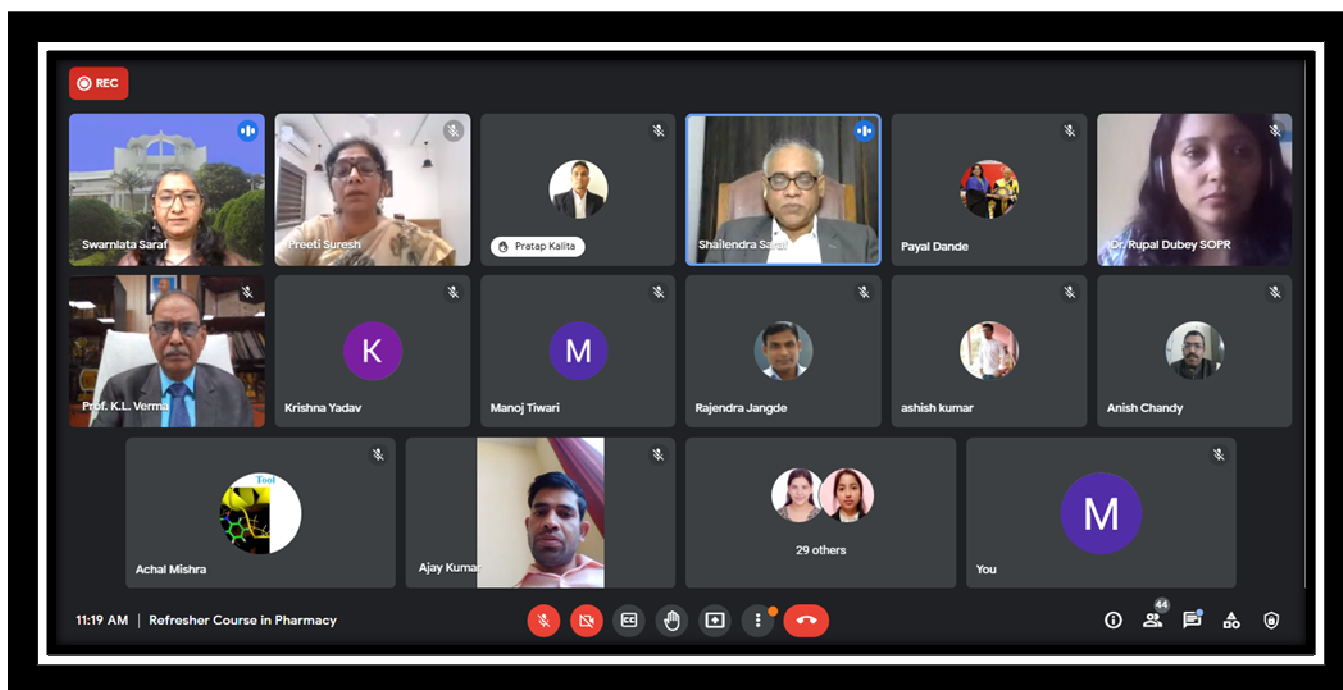 REC
Swarnlata Saraf
Preeti Suresh
Pratap Kalita
Shailendra Saraf
Payal Dande
Dr. Rupal Dubey SOPR
Prof. K.L. Verma
K
Krishna Yadav
M
Manoj Tiwari
Rajendra Jangde
ashish kumar
Anish Chandy
Tool
Achal Mishra
Ajay Kumar
29 others
M
You
11:19 AM | Refresher Course in Pharmacy
CC
44